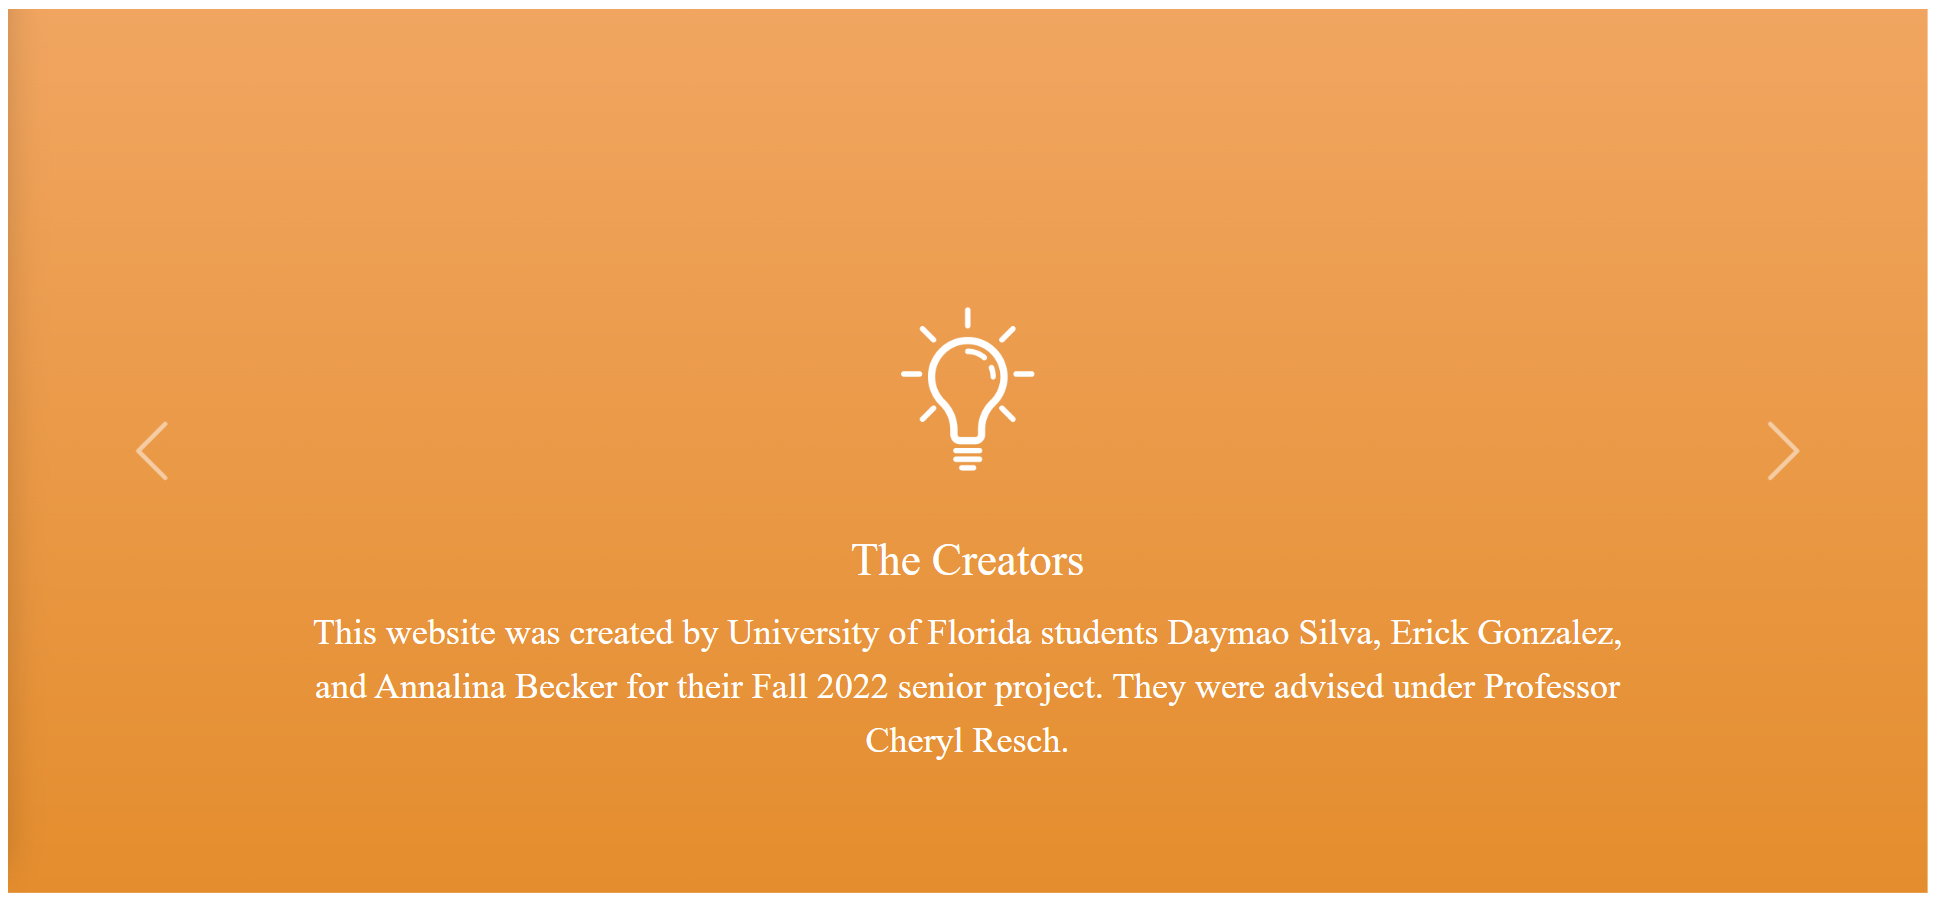 The Creators
This website was created by University of Florida students Daymao Silva, Erick Gonzalez,
and Annalina Becker for their Fall 2022 senior project. They were advised under Professor
Cheryl Resch.